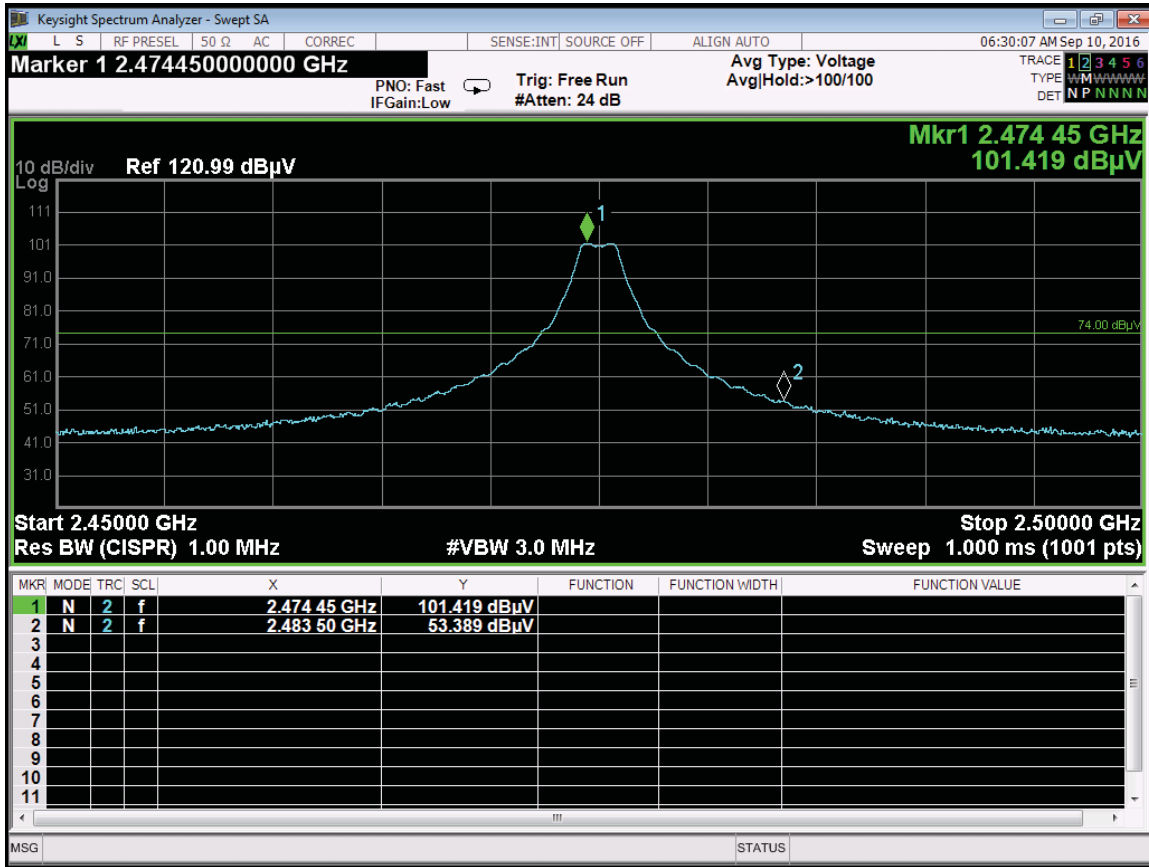 Keysight Spectrum Analyzer - Swept SA
LXI L S RF PRESEL 50 Ω AC CORREC SENSE:INT SOURCE OFF ALIGN AUTO 06:30:07 AM Sep 10, 2016
Marker 1 2.474450000000 GHz
PNO: Fast
IFGain:Low
Trig: Free Run
#Atten: 24 dB
Avg Type: Voltage
Avg|Hold:>100/100
TRACE 1 2 3 4 5 6
TYPE WMWWWW
DET N P N N N N
Mkr1 2.474 45 GHz
101.419 dBµV
10 dB/div Ref 120.99 dBµV
Log
111
101
91.0
81.0
71.0
61.0
51.0
41.0
31.0
1
2
74.00 dBµV
Start 2.45000 GHz Stop 2.50000 GHz
Res BW (CISPR) 1.00 MHz #VBW 3.0 MHz Sweep 1.000 ms (1001 pts)
MKR MODE TRC SCL X Y FUNCTION FUNCTION WIDTH FUNCTION VALUE
1 N 2 f 2.474 45 GHz 101.419 dBµV
2 N 2 f 2.483 50 GHz 53.389 dBµV
3
4
5
6
7
8
9
10
11
MSG STATUS